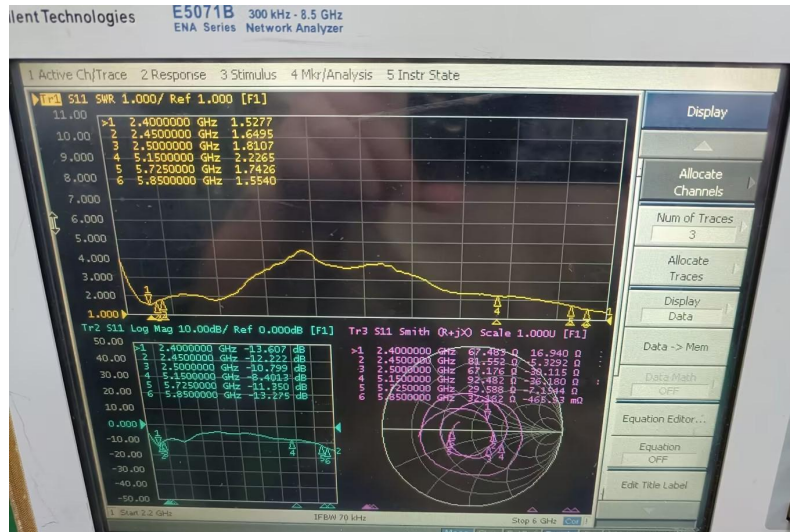 lent Technologies
E5071B 300 kHz - 8.5 GHz
ENA Series Network Analyzer
1 Active Ch/Trace 2 Response 3 Stimulus 4 Mkr/Analysis 5 Instr State
Tr1 S11 SWR 1.000/ Ref 1.000 [F1]
11.00
10.00
9.000
8.000
7.000
6.000
5.000
4.000
3.000
2.000
1.000
>1 2.4000000 GHz 1.5277
2 2.4500000 GHz 1.6495
3 2.5000000 GHz 1.8107
4 5.1500000 GHz 2.2265
5 5.7250000 GHz 1.7426
6 5.8500000 GHz 1.5540
1
4
Tr2 S11 Log Mag 10.00dB/ Ref 0.000dB [F1]
50.00
40.00
30.00
20.00
10.00
0.000
-10.00
-20.00
-30.00
-40.00
-50.00
>1 2.4000000 GHz -13.607 dB
2 2.4500000 GHz -12.222 dB
3 2.5000000 GHz -10.799 dB
4 5.1500000 GHz -8.4013 dB
5 5.7250000 GHz -11.350 dB
6 5.8500000 GHz -13.275 dB
Tr3 S11 Smith (R+jX) Scale 1.000U [F1]
>1 2.4000000 GHz 67.483 Ω 16.940 Ω
2 2.4500000 GHz 81.552 Ω 5.3292 Ω
3 2.5000000 GHz 67.176 Ω
4 5.1500000 GHz 92.482 Ω -36.180 Ω
5 5.7250000 GHz 29.588 Ω
6 5.8500000 GHz 32.182 Ω mΩ
1 Start 2.2 GHz
IFBW 70 kHz
Stop 6 GHz Cor
Display
Allocate
Channels
Num of Traces
3
Allocate
Traces
Display
Data
Data -> Mem
Data Math
OFF
Equation Editor...
Equation
OFF
Edit Title Label